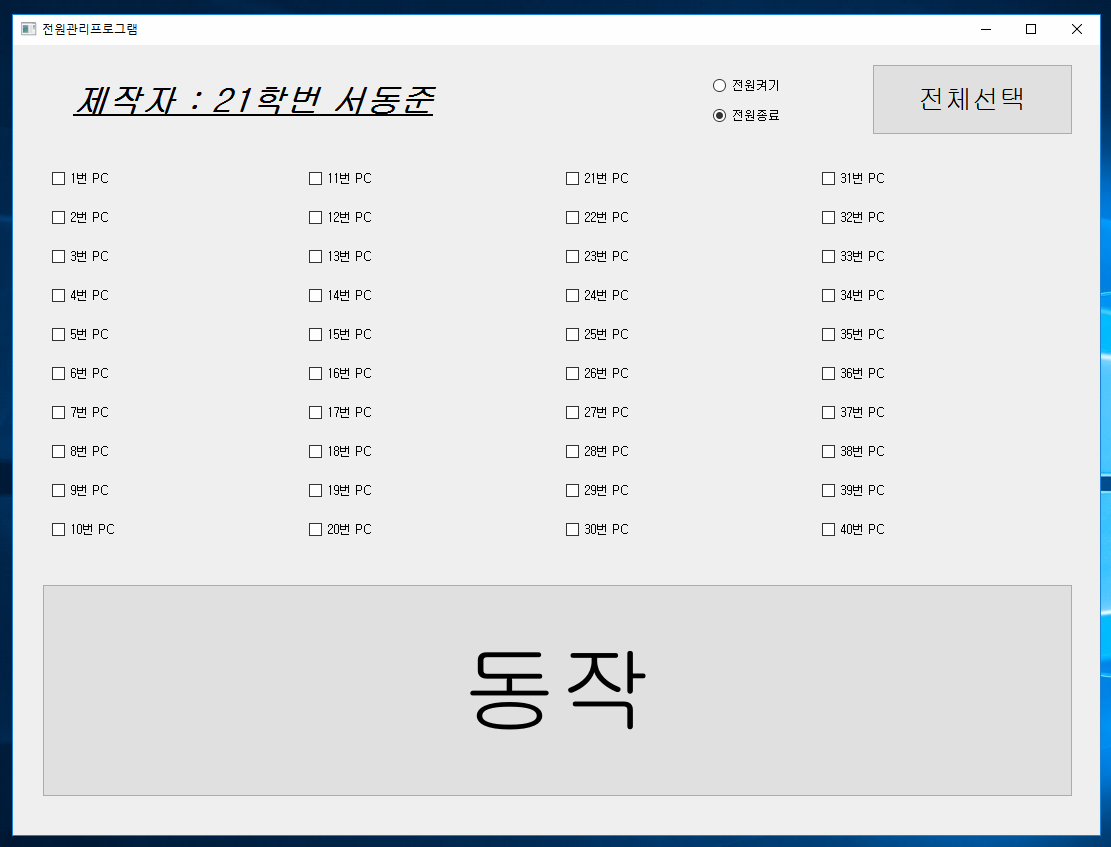 전원관리프로그램
제작자 : 21학번 서동준
전원켜기
전원종료
전체선택
1번 PC 11번 PC 21번 PC 31번 PC
2번 PC 12번 PC 22번 PC 32번 PC
3번 PC 13번 PC 23번 PC 33번 PC
4번 PC 14번 PC 24번 PC 34번 PC
5번 PC 15번 PC 25번 PC 35번 PC
6번 PC 16번 PC 26번 PC 36번 PC
7번 PC 17번 PC 27번 PC 37번 PC
8번 PC 18번 PC 28번 PC 38번 PC
9번 PC 19번 PC 29번 PC 39번 PC
10번 PC 20번 PC 30번 PC 40번 PC
동작